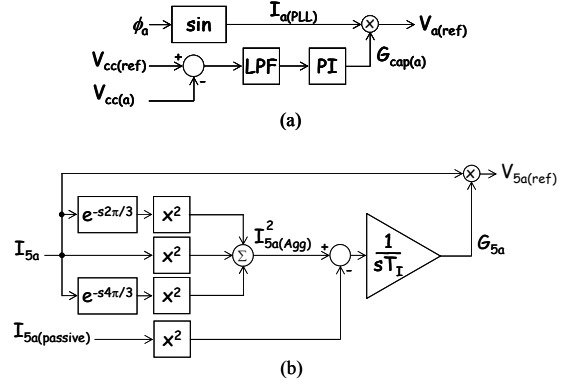 ϕa sin Ia(PLL) × Va(ref)
Vcc(ref) + LPF PI Gcap(a)
Vcc(a) -
(a)
× V5a(ref)
e^-s2π/3 x²
I5a x² Σ I²5a(Agg) + - 1/sTI G5a
e^-s4π/3 x²
I5a(passive) x²
(b)